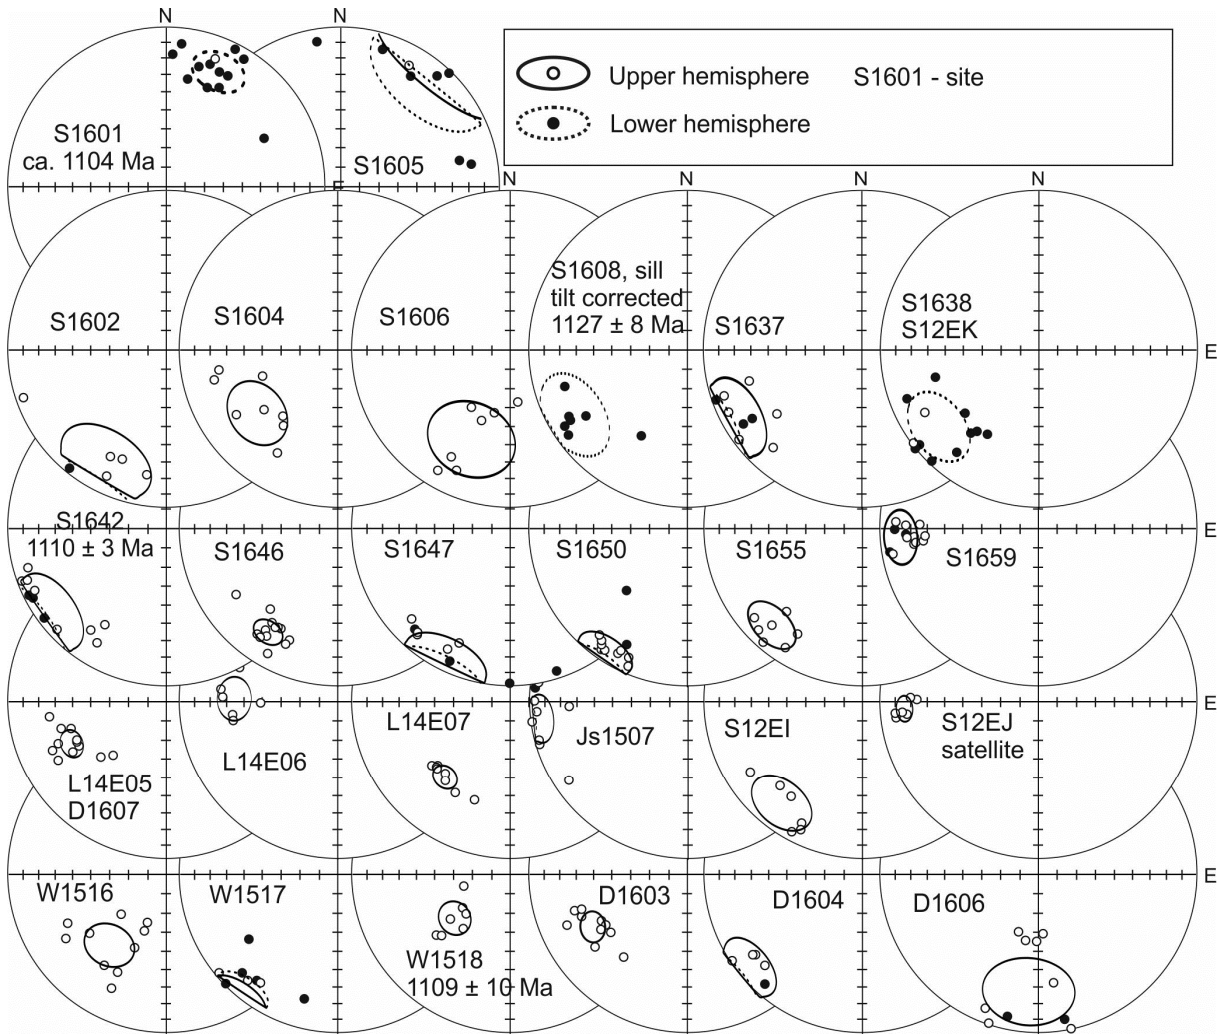 N
N
Upper hemisphere
S1601 - site
Lower hemisphere
S1601
ca. 1104 Ma
S1605
E
N
N
N
N
S1602
S1604
S1606
S1608, sill
tilt corrected
1127 ± 8 Ma
S1637
S1638
S12EK
E
S1642
1110 ± 3 Ma
S1646
S1647
S1650
S1655
S1659
E
L14E05
D1607
L14E06
L14E07
Js1507
S12EI
S12EJ
satellite
E
W1516
W1517
W1518
1109 ± 10 Ma
D1603
D1604
D1606
E